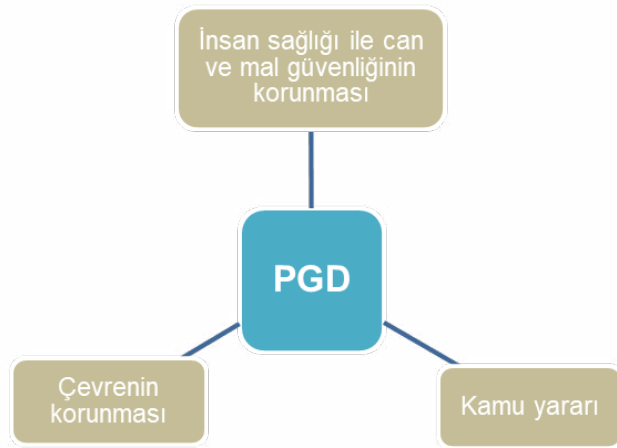 İnsan sağlığı ile can
ve mal güvenliğinin
korunması
PGD
Çevrenin
korunması
Kamu yararı